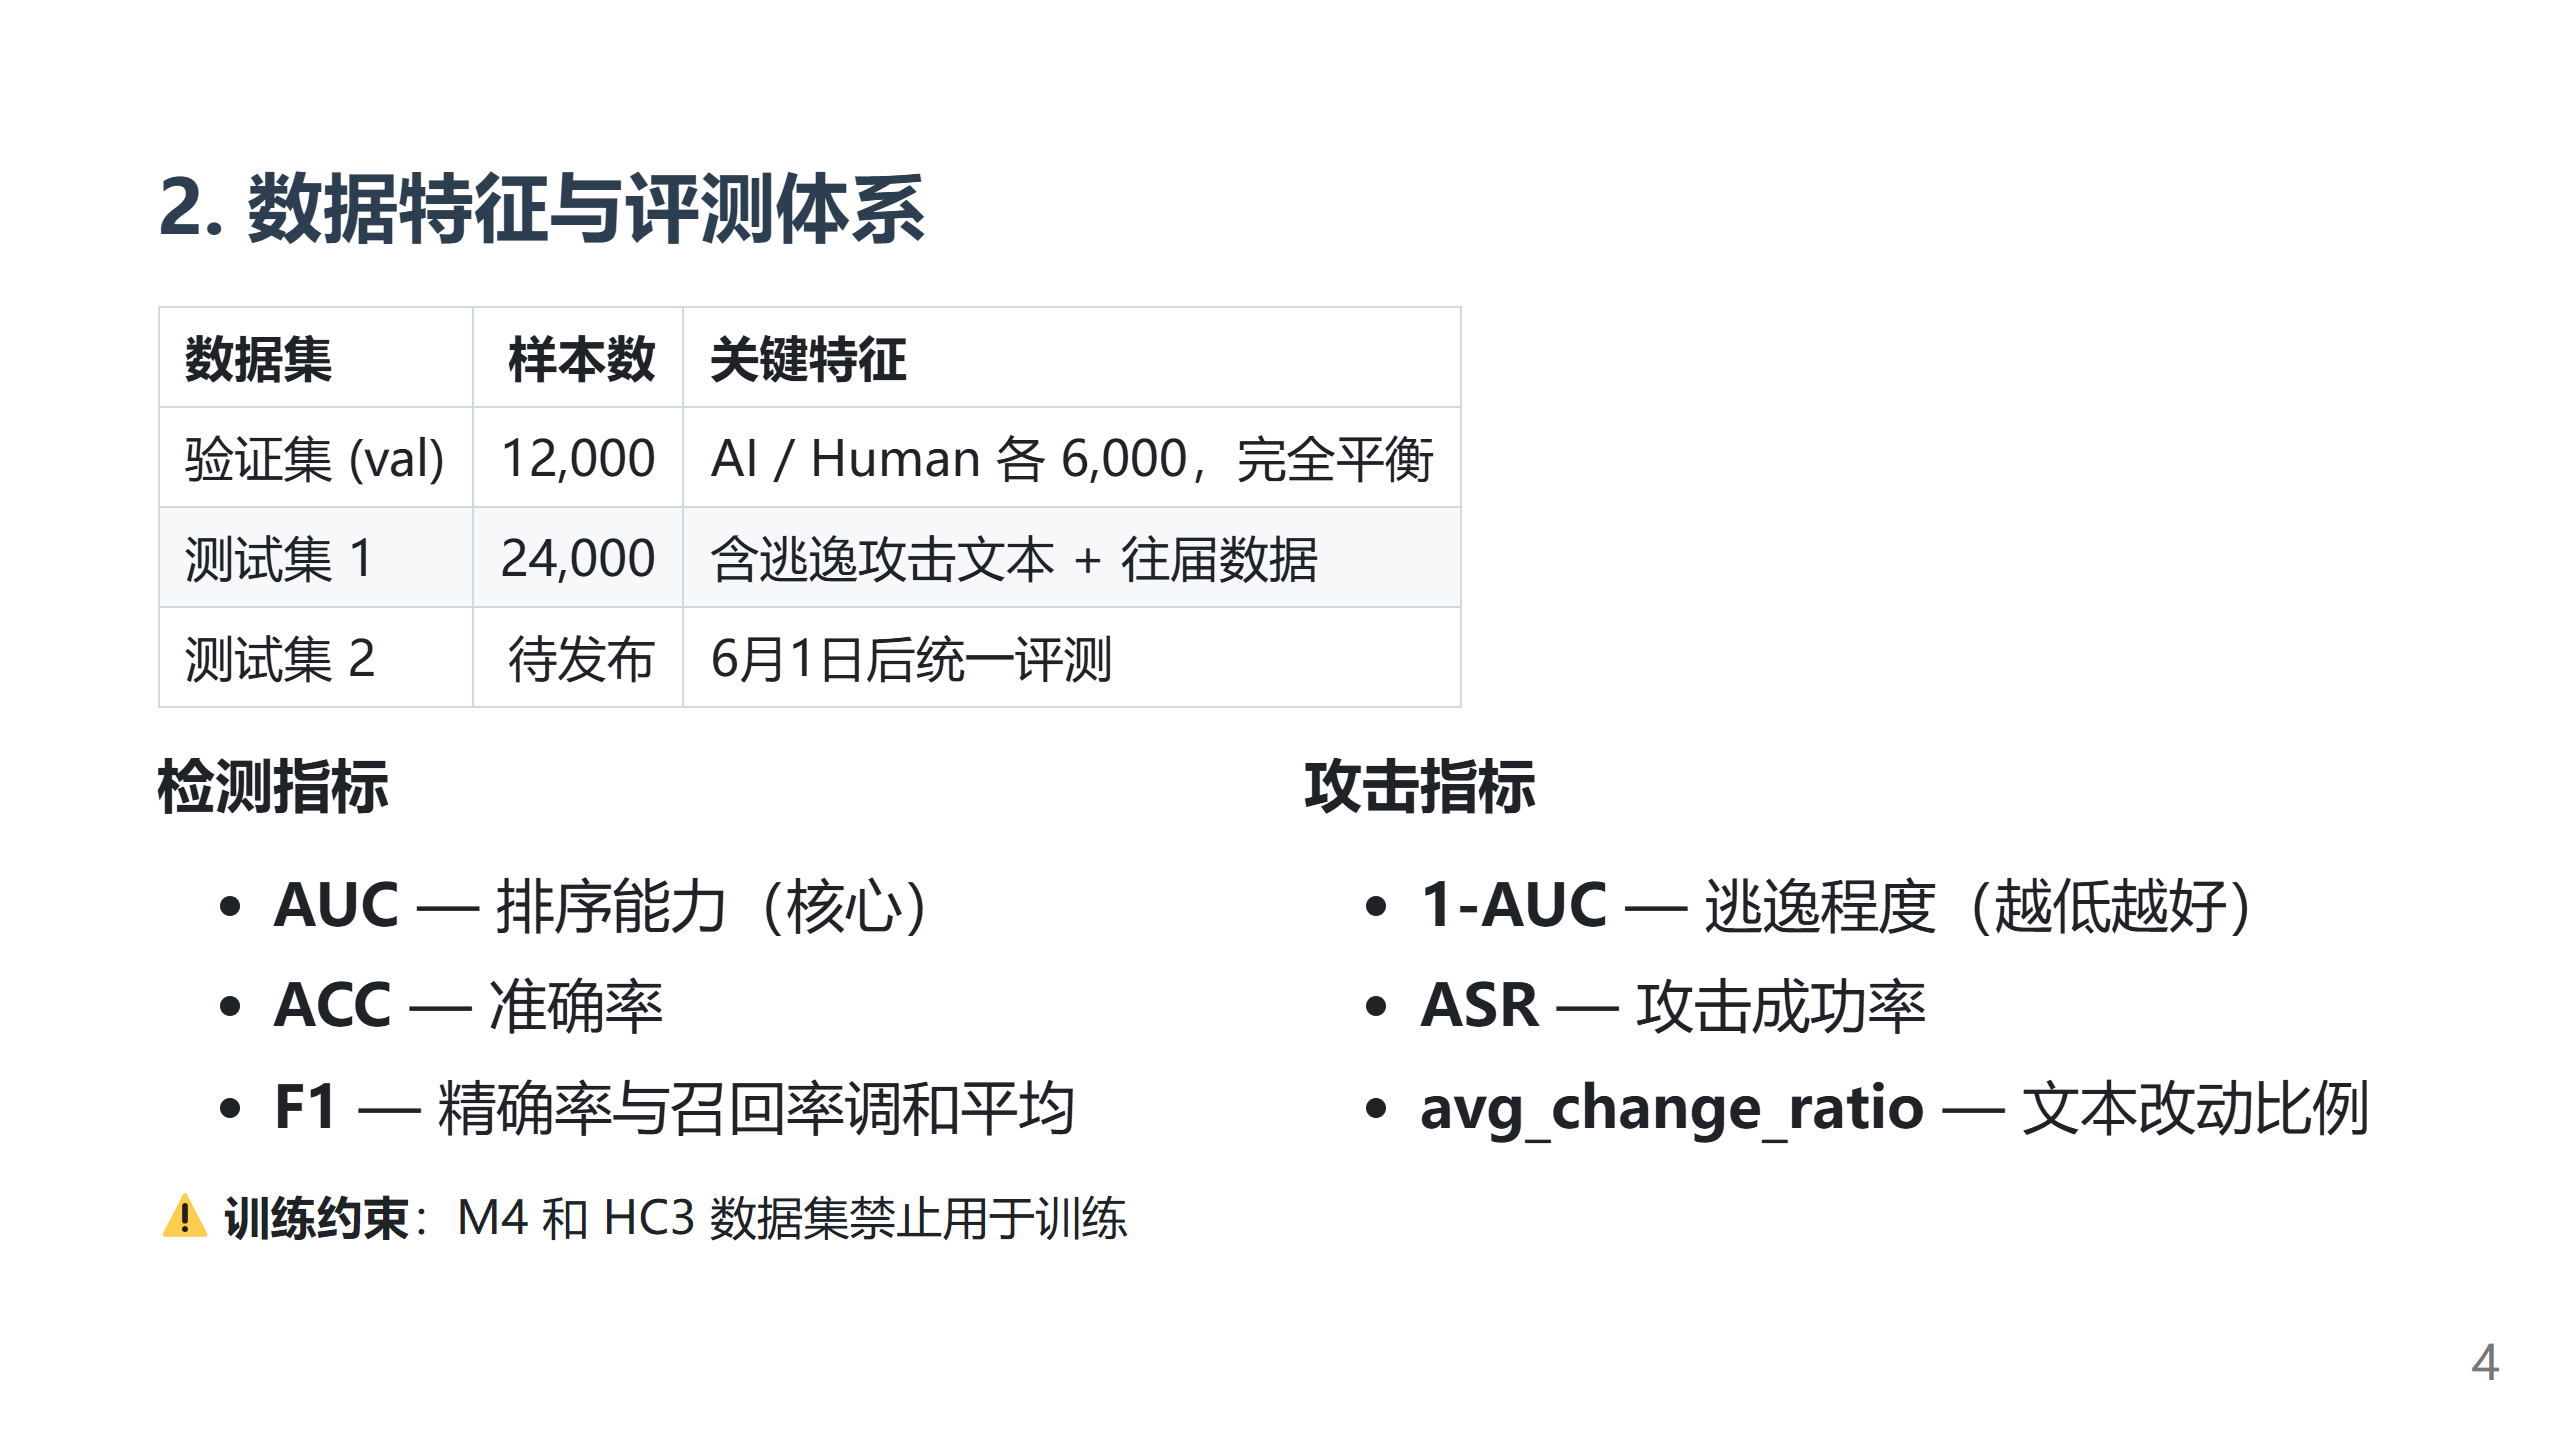 2. 数据特征与评测体系
数据集 样本数 关键特征
验证集 (val) 12,000 AI / Human 各 6,000，完全平衡
测试集 1 24,000 含逃逸攻击文本 + 往届数据
测试集 2 待发布 6月1日后统一评测
检测指标
• AUC — 排序能力（核心）
• ACC — 准确率
• F1 — 精确率与召回率调和平均
攻击指标
• 1-AUC — 逃逸程度（越低越好）
• ASR — 攻击成功率
• avg_change_ratio — 文本改动比例
⚠️ 训练约束：M4 和 HC3 数据集禁止用于训练
4